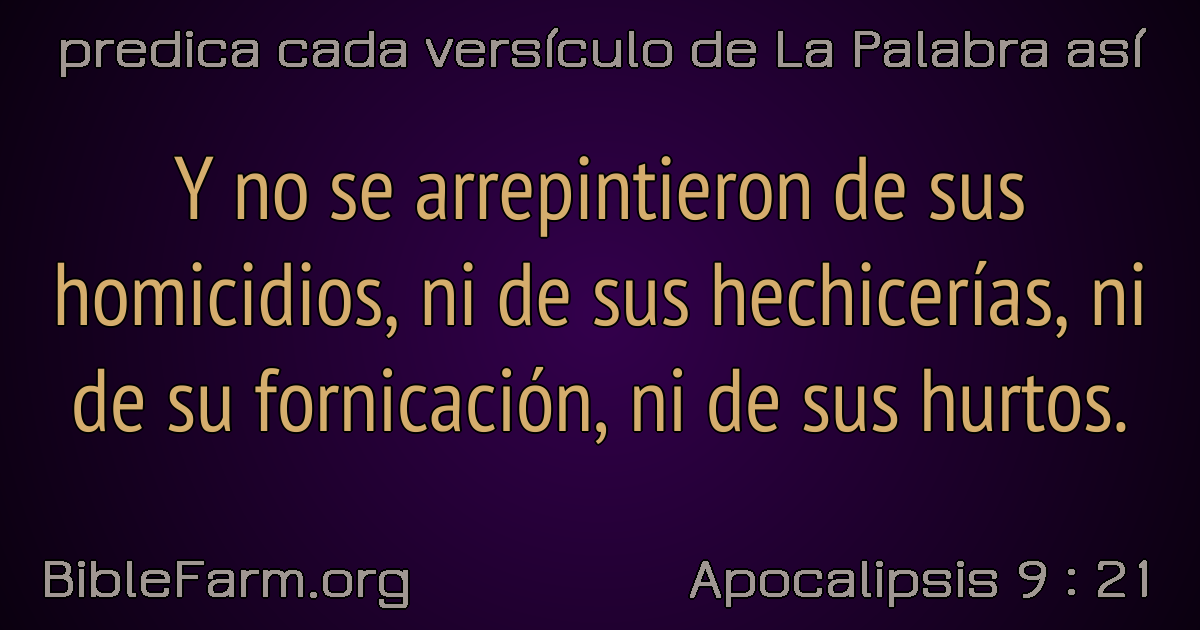 predica cada versículo de La Palabra así
Y no se arrepintieron de sus
homicidios, ni de sus hechicerías, ni
de su fornicación, ni de sus hurtos.
BibleFarm.org
Apocalipsis 9 : 21